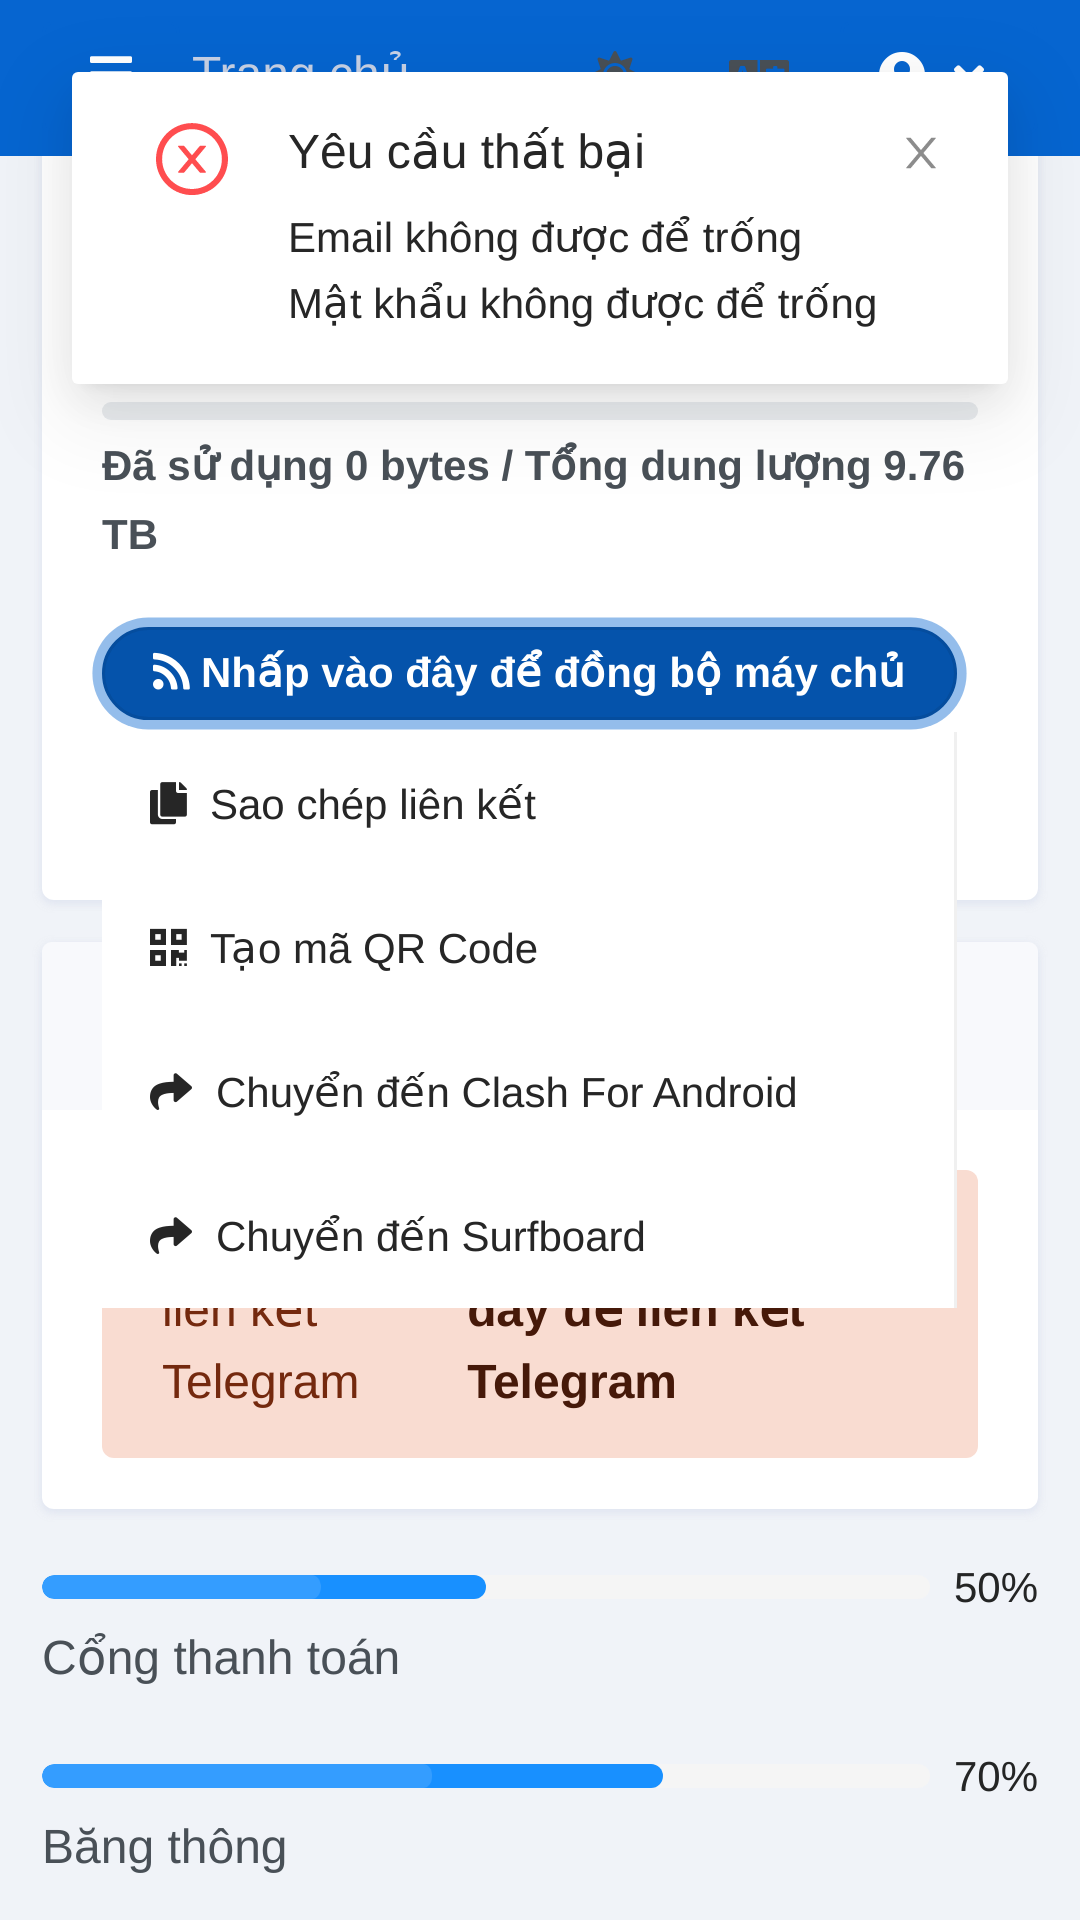 Trang chủ
Yêu cầu thất bại
Email không được để trống
Mật khẩu không được để trống
Đã sử dụng 0 bytes / Tổng dung lượng 9.76
TB
Nhấp vào đây để đồng bộ máy chủ
Sao chép liên kết
Tạo mã QR Code
Chuyển đến Clash For Android
Chuyển đến Surfboard
liên kết
Telegram
đây để liên kết
Telegram
50%
Cổng thanh toán
70%
Băng thông